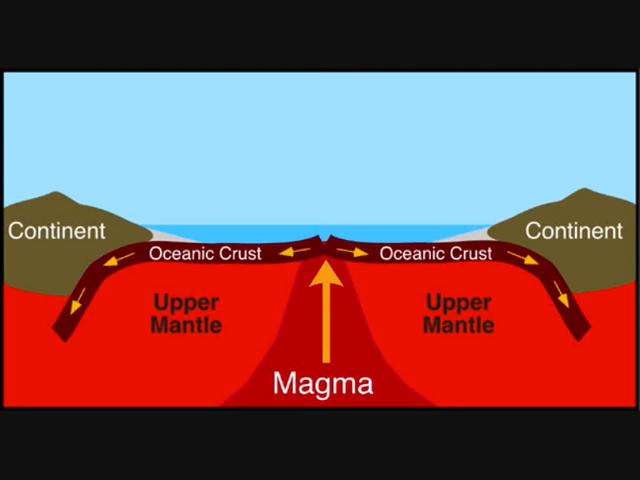 Continent
Continent
Oceanic Crust
Oceanic Crust
Upper
Mantle
Upper
Mantle
Magma